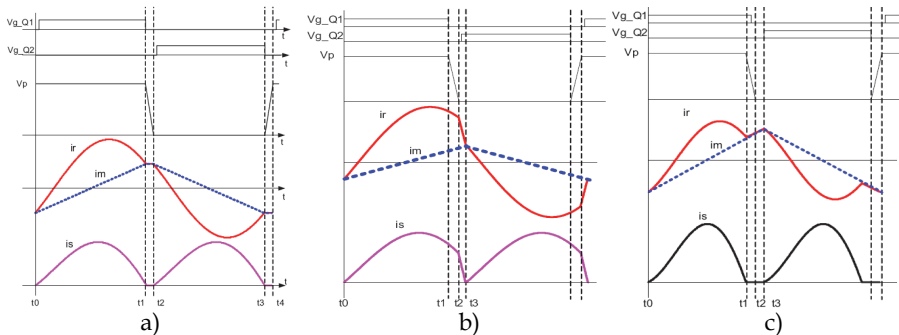 Vg_Q1
t
Vg_Q2
t
Vp
t
ir
im
t
is
t
t0 t1 t2 t3 t4
a)
Vg_Q1
Vg_Q2
Vp
ir
im
is
t0 t1 t2 t3
b)
Vg_Q1
Vg_Q2
Vp
ir
im
is
t0 t1 t2 t3
c)